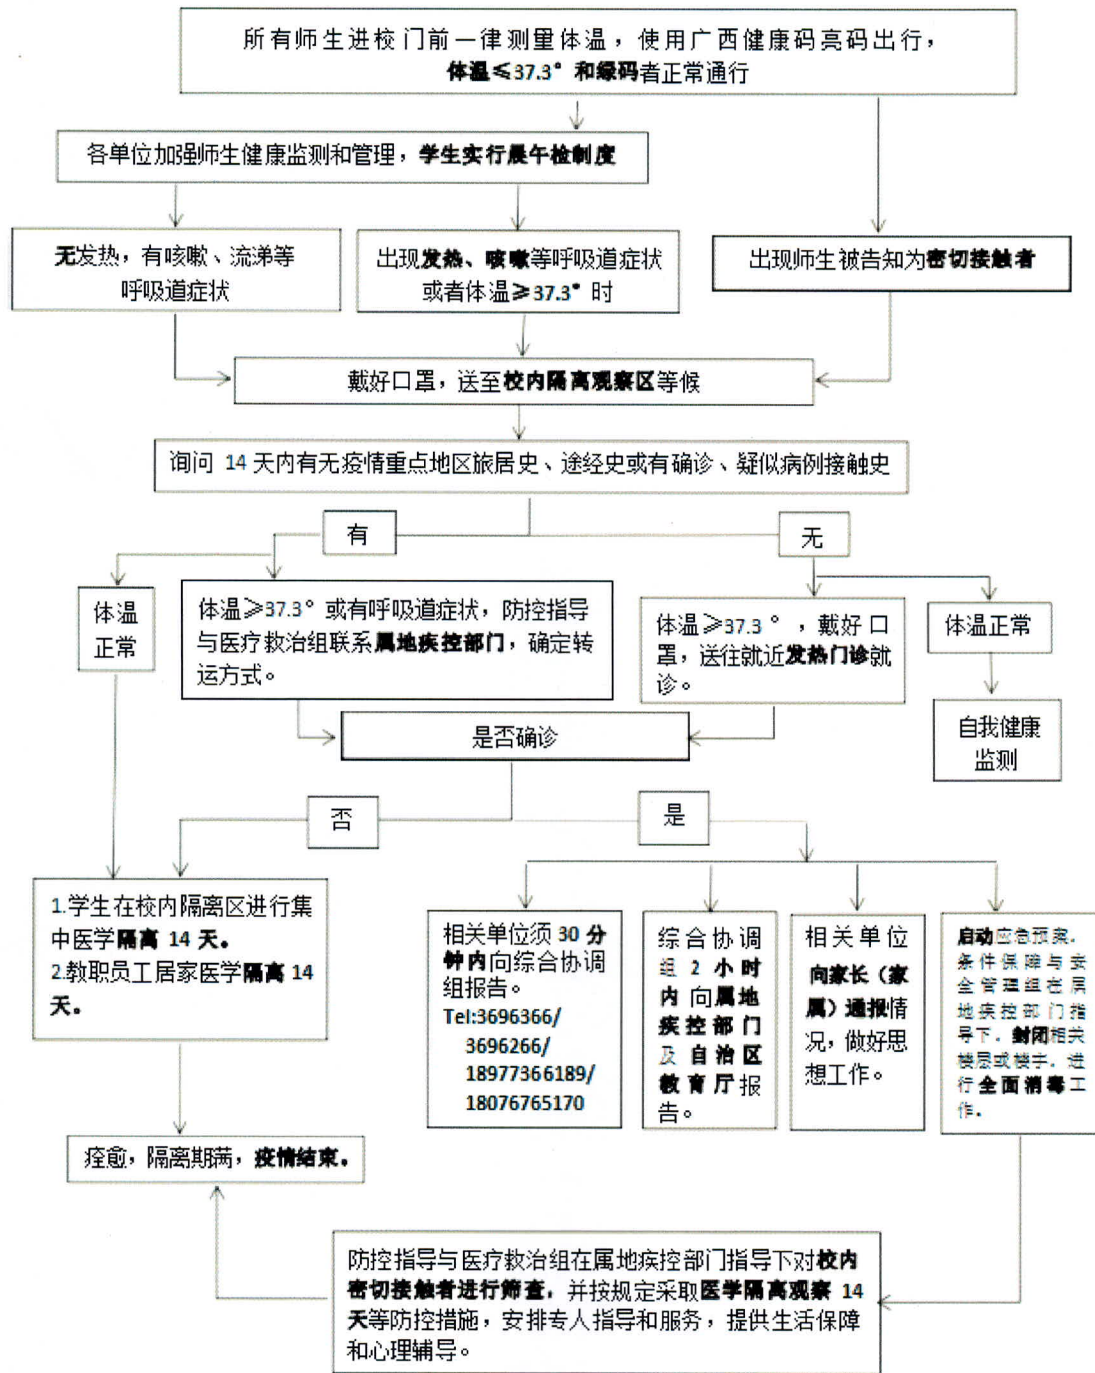 所有师生进校门前一律测量体温，使用广西健康码亮码出行，
体温≤37.3°和绿码者正常通行
各单位加强师生健康监测和管理，学生实行晨午检制度
无发热，有咳嗽、流涕等
呼吸道症状
出现发热、咳嗽等呼吸道症状
或者体温≥37.3°时
出现师生被告知为密切接触者
戴好口罩，送至校内隔离观察区等候
询问 14 天内有无疫情重点地区旅居史、途经史或有确诊、疑似病例接触史
有
无
体温
正常
体温≥37.3°或有呼吸道症状，防控指导
与医疗救治组联系属地疾控部门，确定转
运方式。
体温≥37.3°，戴好口
罩，送往就近发热门诊就
诊。
体温正常
自我健康
监测
是否确诊
否
是
1.学生在校内隔离区进行集
中医学隔离 14 天。
2.教职员工居家医学隔离 14
天。
相关单位须 30 分
钟内向综合协调
组报告。
Tel:3696366/
3696266/
18977366189/
18076765170
综合协调
组 2 小时
内向属地
疾控部门
及自治区
教育厅报
告。
相关单位
向家长（家
属）通报情
况，做好思
想工作。
启动应急预案，
条件保障与安
全管理组在属
地疾控部门指
导下，封闭相关
楼层或楼宇，进
行全面消毒工
作。
痊愈，隔离期满，疫情结束。
防控指导与医疗救治组在属地疾控部门指导下对校内
密切接触者进行筛查，并按规定采取医学隔离观察 14
天等防控措施，安排专人指导和服务，提供生活保障
和心理辅导。